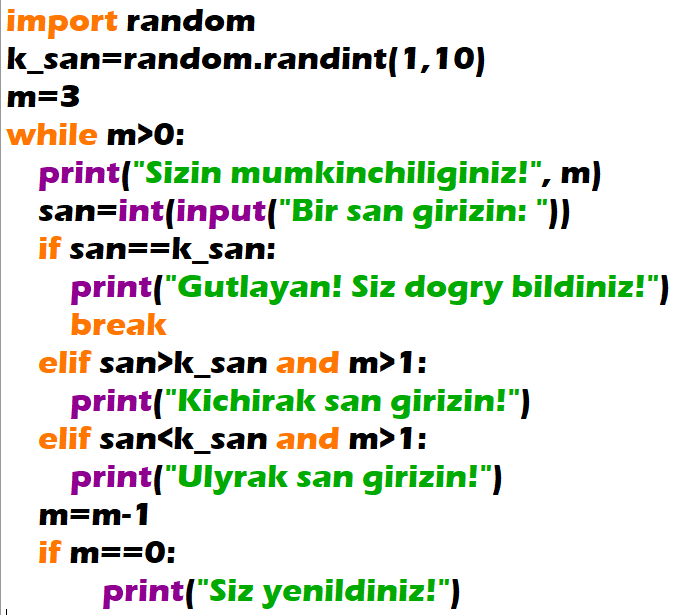 import random
k_san=random.randint(1,10)
m=3
while m>0:
    print("Sizin mumkinchiliginiz!", m)
    san=int(input("Bir san girizin: "))
    if san==k_san:
        print("Gutlayan! Siz dogry bildiniz!")
        break
    elif san>k_san and m>1:
        print("Kichirak san girizin!")
    elif san<k_san and m>1:
        print("Ulyrak san girizin!")
    m=m-1
    if m==0:
            print("Siz yenildiniz!")